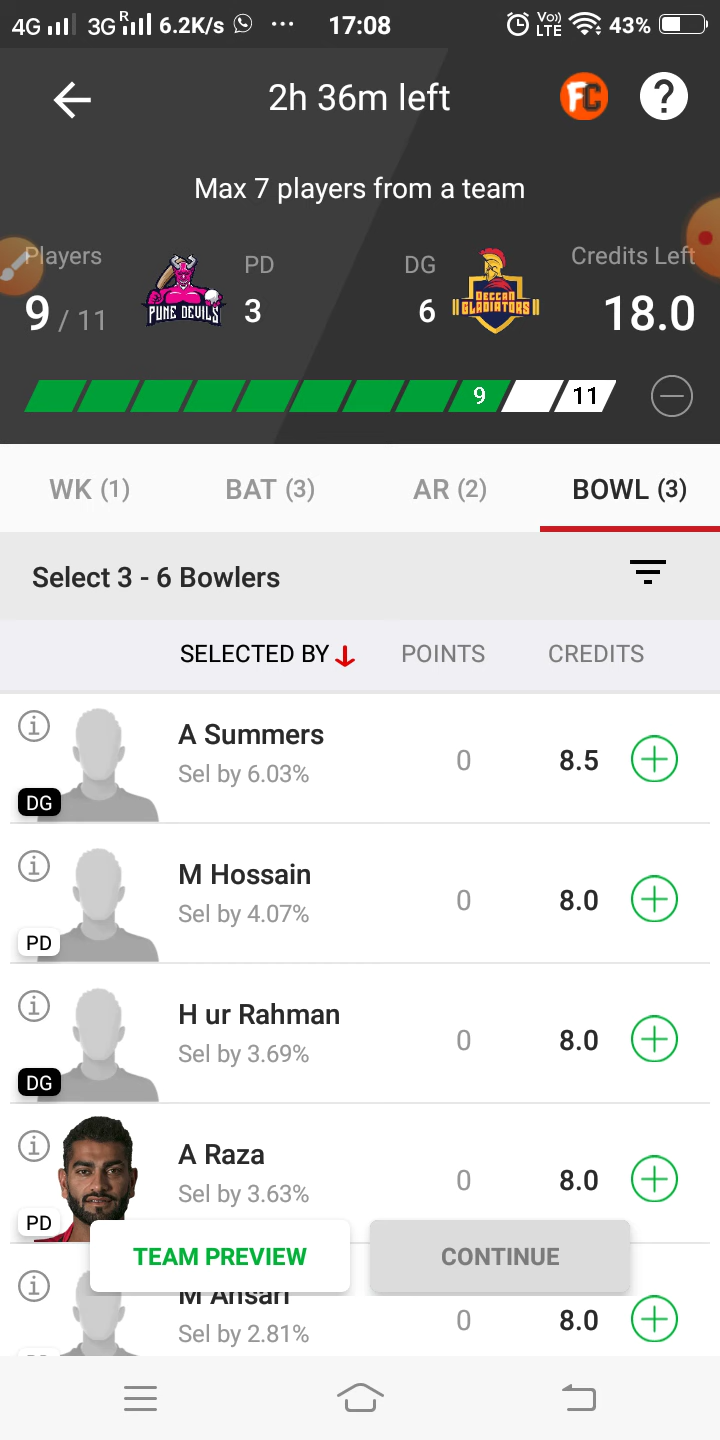 4G 3G R 6.2K/s ... 17:08 Vo)) LTE 43%
2h 36m left FC ?
Max 7 players from a team
Players PD DG Credits Left
9 / 11 PUNE DEVILS 3 6 DECCAN GLADIATORS 18.0
9 11
WK (1) BAT (3) AR (2) BOWL (3)
Select 3 - 6 Bowlers
SELECTED BY POINTS CREDITS
A Summers
Sel by 6.03% 0 8.5
DG
M Hossain
Sel by 4.07% 0 8.0
PD
H ur Rahman
Sel by 3.69% 0 8.0
DG
A Raza
Sel by 3.63% 0 8.0
PD
TEAM PREVIEW CONTINUE
M Ansari
Sel by 2.81% 0 8.0